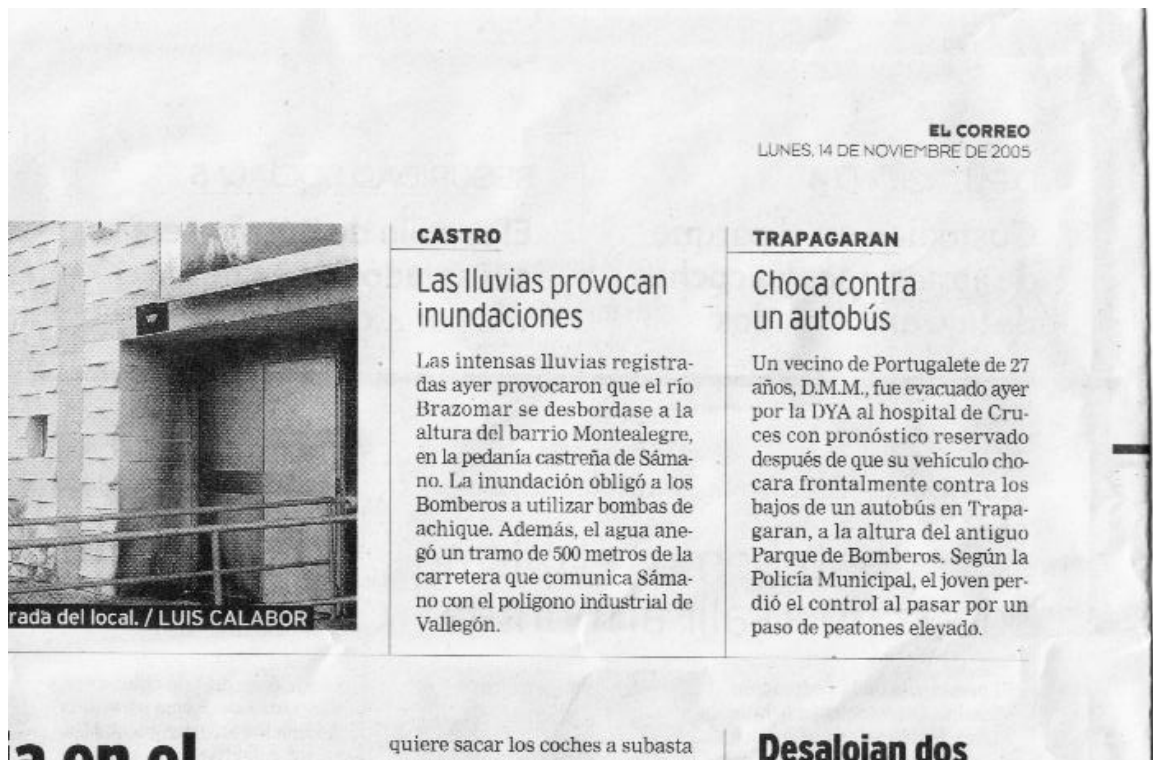 EL CORREO
LUNES, 14 DE NOVIEMBRE DE 2005
rada del local. / LUIS CALABOR
CASTRO
Las lluvias provocan
inundaciones
Las intensas lluvias registra-
das ayer provocaron que el río
Brazomar se desbordase a la
altura del barrio Montealegre,
en la pedanía castreña de Sáma-
no. La inundación obligó a los
Bomberos a utilizar bombas de
achique. Además, el agua ane-
gó un tramo de 500 metros de la
carretera que comunica Sáma-
no con el polígono industrial de
Vallegón.
TRAPAGARAN
Choca contra
un autobús
Un vecino de Portugalete de 27
años, D.M.M., fue evacuado ayer
por la DYA al hospital de Cru-
ces con pronóstico reservado
después de que su vehículo cho-
cara frontalmente contra los
bajos de un autobús en Trapa-
garan, a la altura del antiguo
Parque de Bomberos. Según la
Policía Municipal, el joven per-
dió el control al pasar por un
paso de peatones elevado.
a en el
quiere sacar los coches a subasta
Desalojan dos